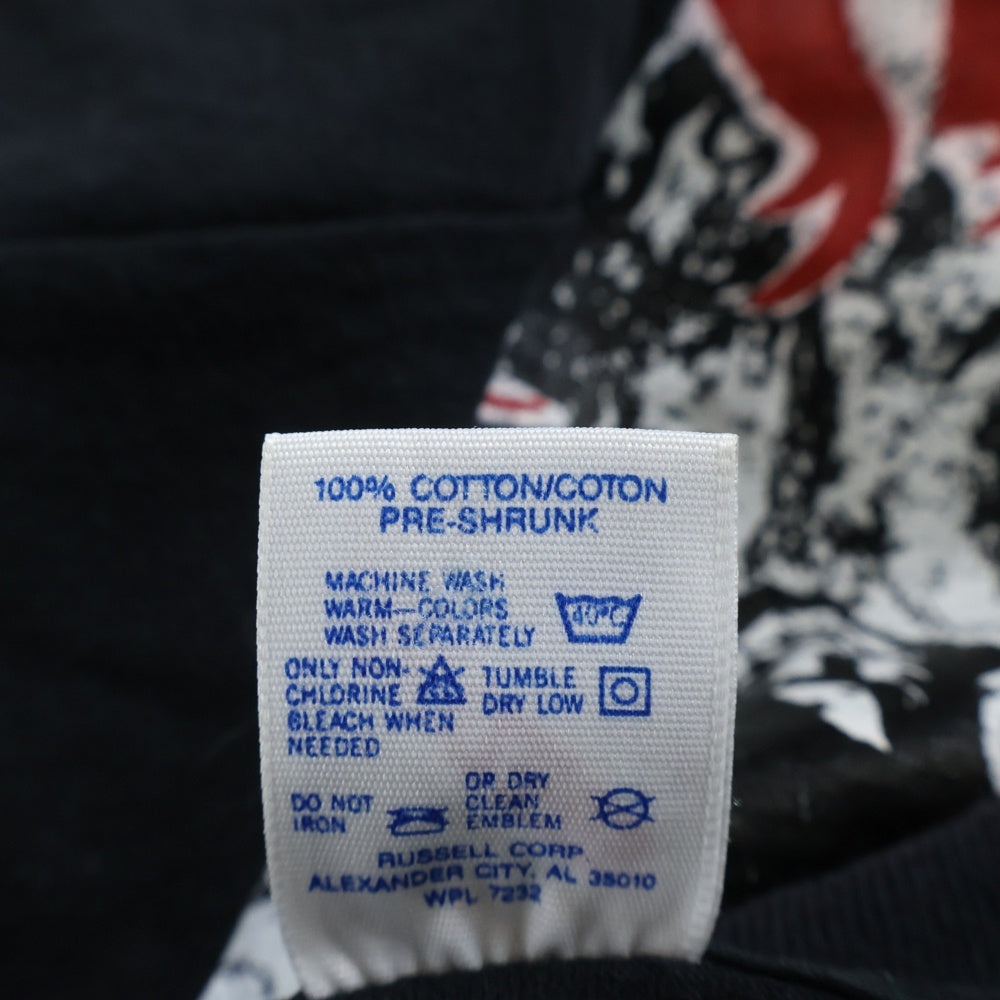 100% COTTON/COTON
PRE-SHRUNK
MACHINE WASH
WARM—COLORS
WASH SEPARATELY
40°C
ONLY NON-
CHLORINE
BLEACH WHEN
NEEDED
TUMBLE
DRY LOW
DO NOT
IRON
OR DRY
CLEAN
EMBLEM
RUSSELL CORP
ALEXANDER CITY, AL 35010
WPL 7232